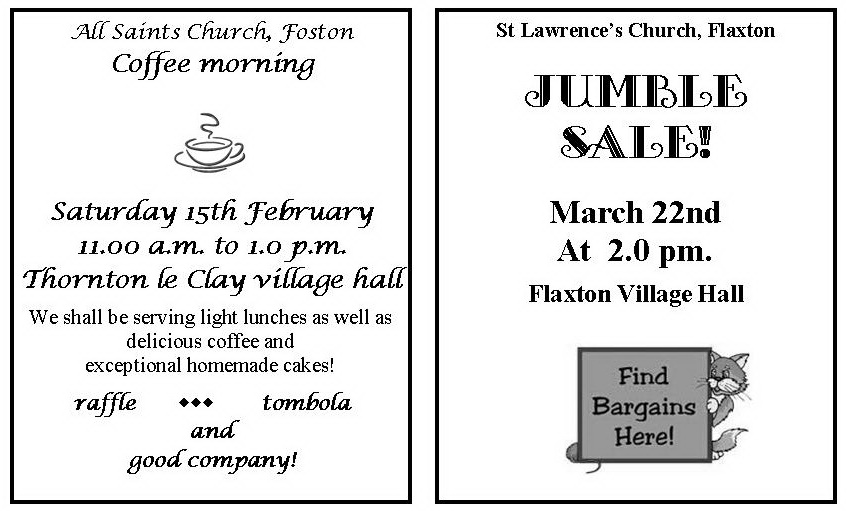 All Saints Church, Foston
Coffee morning
Saturday 15th February
11.00 a.m. to 1.0 p.m.
Thornton le Clay village hall
We shall be serving light lunches as well as
delicious coffee and
exceptional homemade cakes!
raffle ◆◆◆ tombola
and
good company!
St Lawrence’s Church, Flaxton
JUMBLE
SALE!
March 22nd
At 2.0 pm.
Flaxton Village Hall
Find
Bargains
Here!